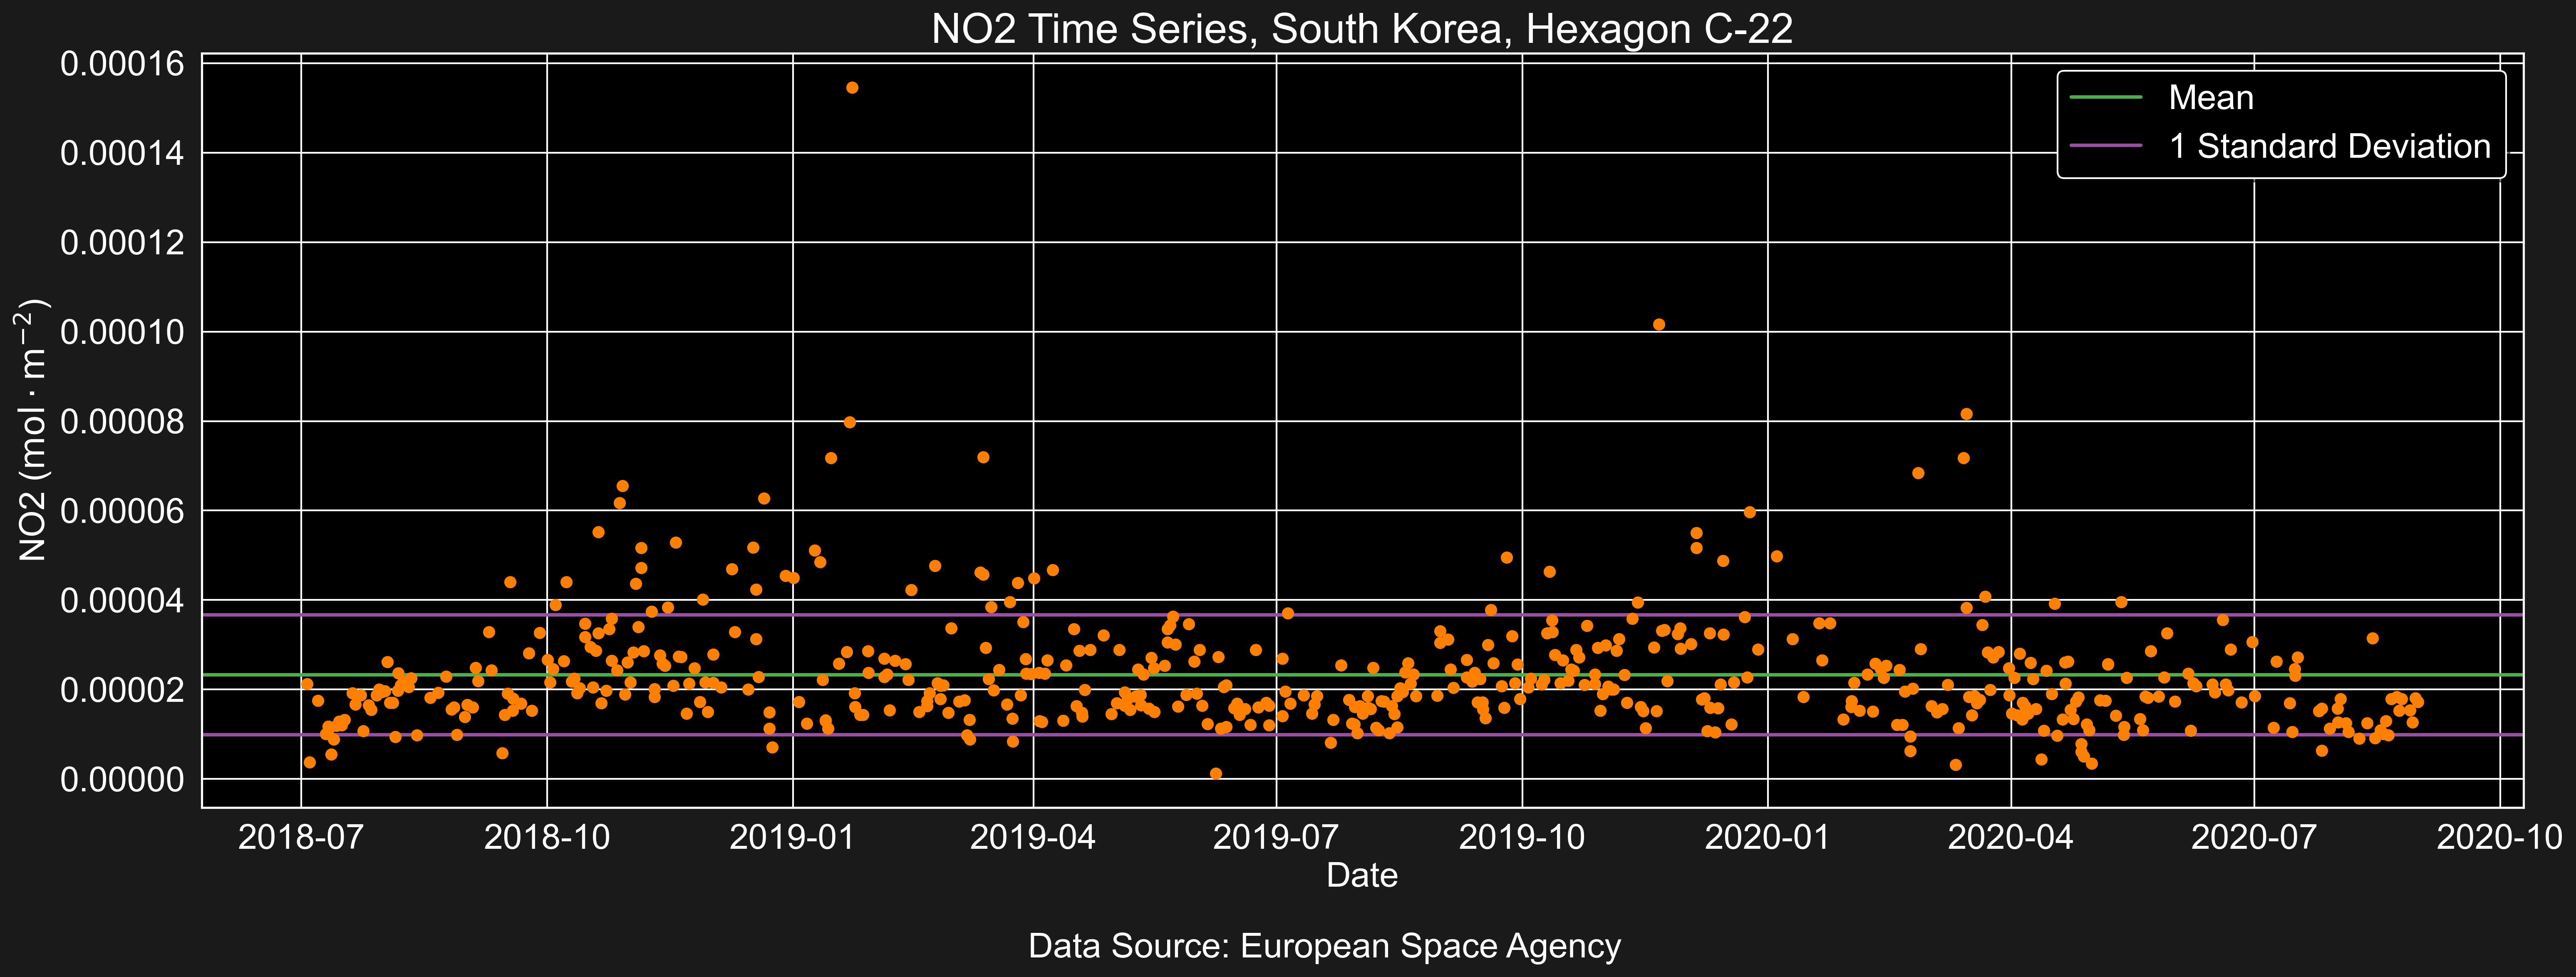 NO2 Time Series, South Korea, Hexagon C-22
0.00016
0.00014
0.00012
0.00010
0.00008
0.00006
0.00004
0.00002
0.00000
NO2 (mol · m⁻²)
Mean
1 Standard Deviation
2018-07 2018-10 2019-01 2019-04 2019-07 2019-10 2020-01 2020-04 2020-07 2020-10
Date
Data Source: European Space Agency